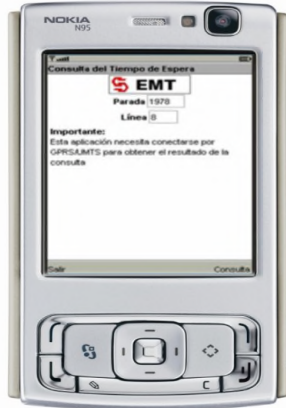 NOKIA
N95
Consulta del Tiempo de Espera
EMT
Parada 1978
Línea 8
Importante:
Esta aplicación necesita conectarse por
GPRS/UMTS para obtener el resultado de la
consulta
Salir
Consulta